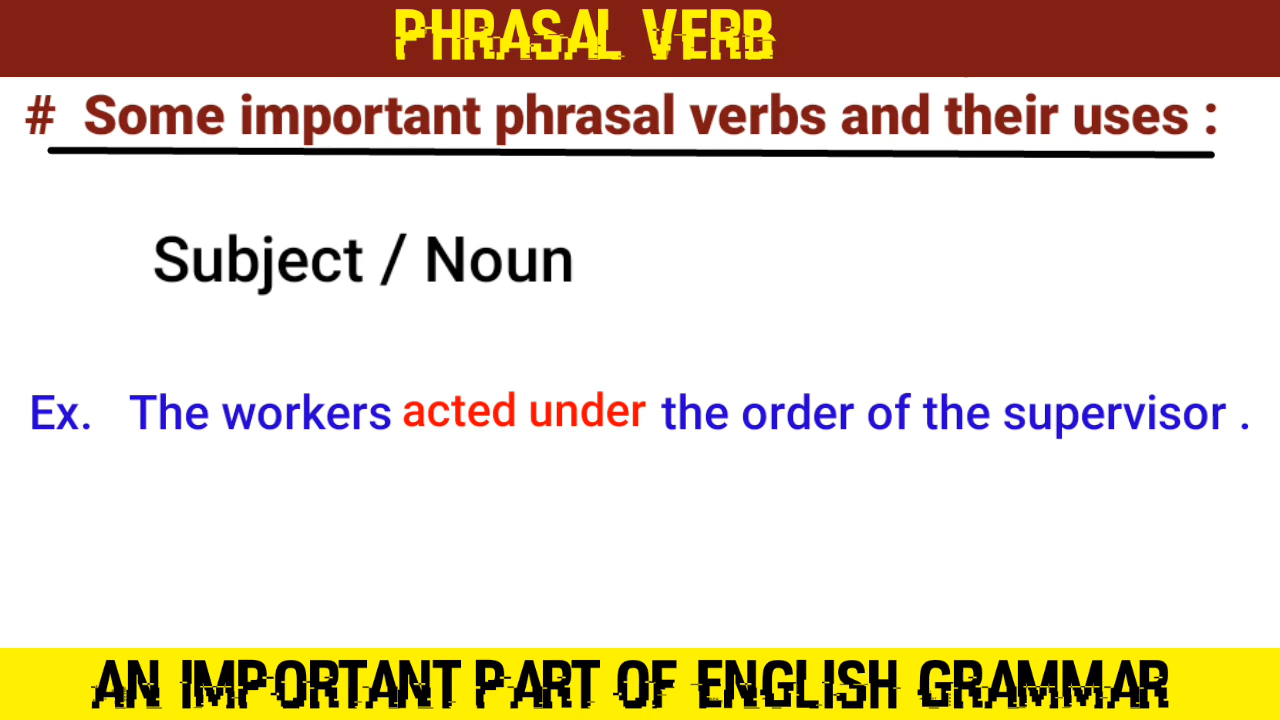 PHRASAL VERB
# Some important phrasal verbs and their uses :
Subject / Noun
Ex. The workers acted under the order of the supervisor .
AN IMPORTANT PART OF ENGLISH GRAMMAR